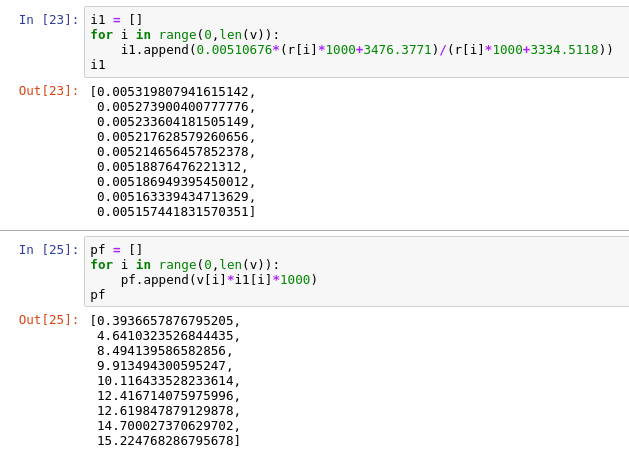 In [23]: i1 = []
for i in range(0,len(v)):
    i1.append(0.00510676*(r[i]*1000+3476.3771)/(r[i]*1000+3334.5118))
i1
Out[23]: [0.005319807941615142,
0.005273900400777776,
0.005233604181505149,
0.005217628579260656,
0.005214656457852378,
0.00518876476221312,
0.005186949395450012,
0.005163339434713629,
0.005157441831570351]
In [25]: pf = []
for i in range(0,len(v)):
    pf.append(v[i]*i1[i]*1000)
pf
Out[25]: [0.3936657876795205,
4.6410323526844435,
8.494139586582856,
9.913494300595247,
10.116433528233614,
12.416714075975996,
12.619847879129878,
14.700027370629702,
15.224768286795678]